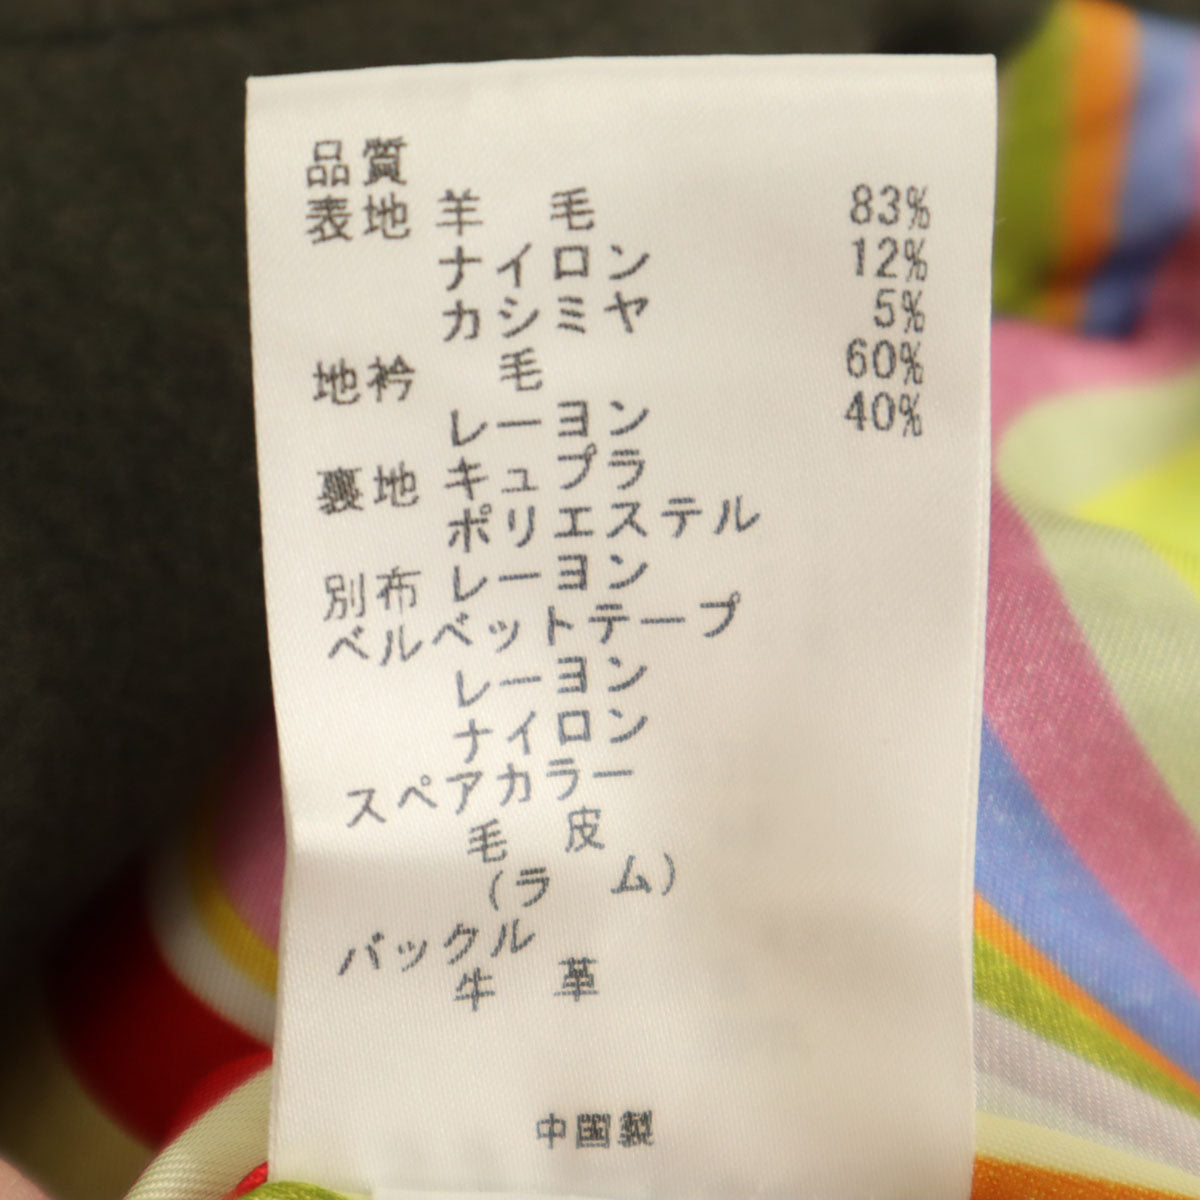 品質
表地 羊 毛 83%
ナイロン 12%
カシミヤ 5%
地衿 毛 60%
レーヨン 40%
裏地 キュプラ
ポリエステル
別布 レーヨン
ベルベットテープ
レーヨン
ナイロン
スペアカラー
毛 皮
(ラ ム)
バックル
牛 革
中国製